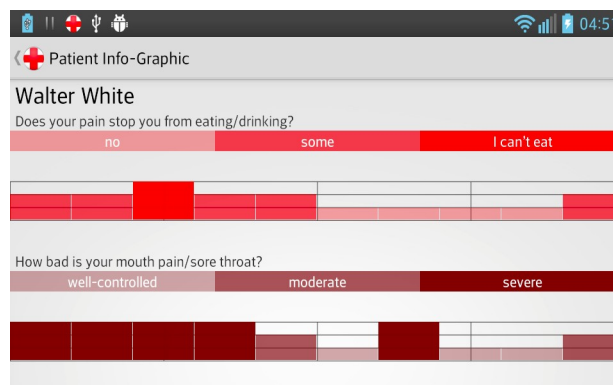 04:51
Patient Info-Graphic
Walter White
Does your pain stop you from eating/drinking?
no some I can't eat
How bad is your mouth pain/sore throat?
well-controlled moderate severe